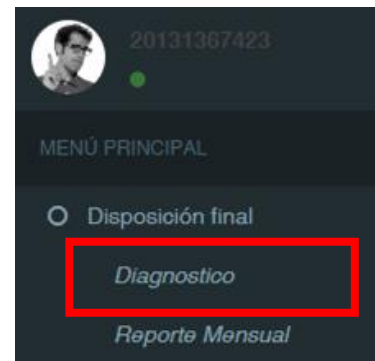 20131367423
MENÚ PRINCIPAL
Disposición final
Diagnostico
Reporte Mensual